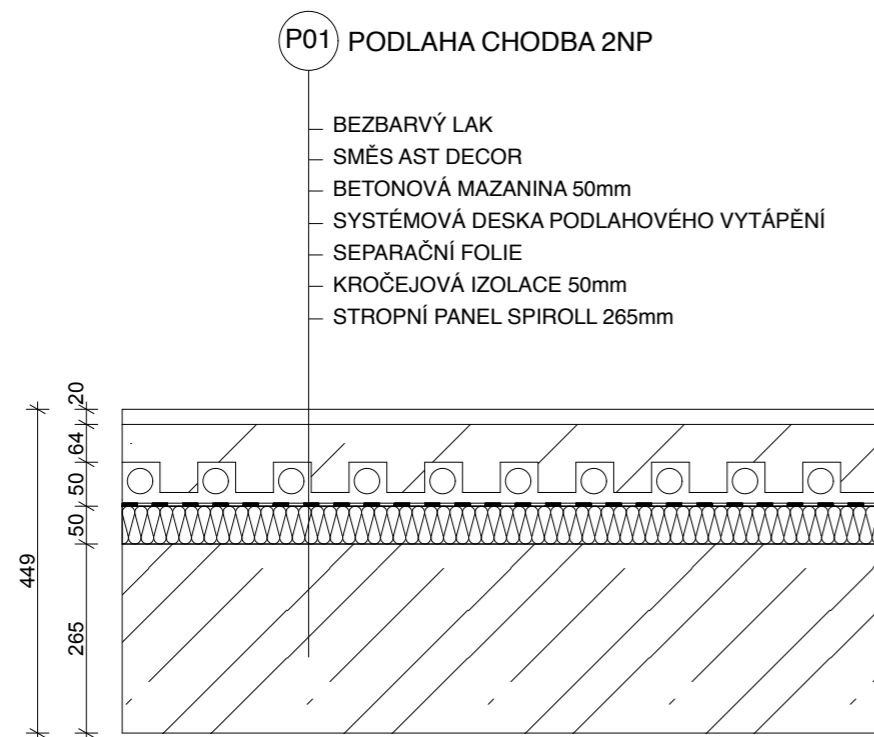 P01 PODLAHA CHODBA 2NP
BEZBARVÝ LAK
SMĚS AST DECOR
BETONOVÁ MAZANINA 50mm
SYSTÉMOVÁ DESKA PODLAHOVÉHO VYTÁPĚNÍ
SEPARAČNÍ FOLIE
KROČEJOVÁ IZOLACE 50mm
STROPNÍ PANEL SPIROLL 265mm
20
64
50
50
449
265